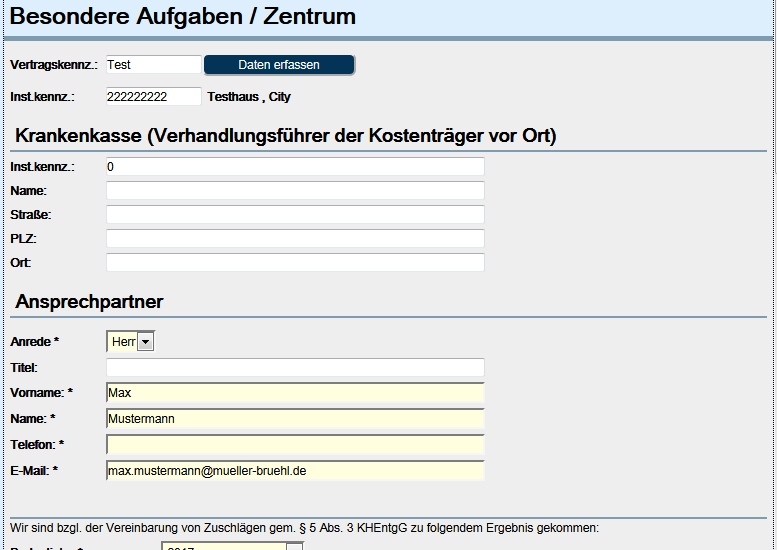 Besondere Aufgaben / Zentrum
Vertragskennz.: Test Daten erfassen
Inst.kennz.: 222222222 Testhaus , City
Krankenkasse (Verhandlungsführer der Kostenträger vor Ort)
Inst.kennz.: 0
Name:
Straße:
PLZ:
Ort:
Ansprechpartner
Anrede * Herr
Titel:
Vorname: * Max
Name: * Mustermann
Telefon: *
E-Mail: * max.mustermann@mueller-bruehl.de
Wir sind bzgl. der Vereinbarung von Zuschlägen gem. § 5 Abs. 3 KHEntgG zu folgendem Ergebnis gekommen:
2017